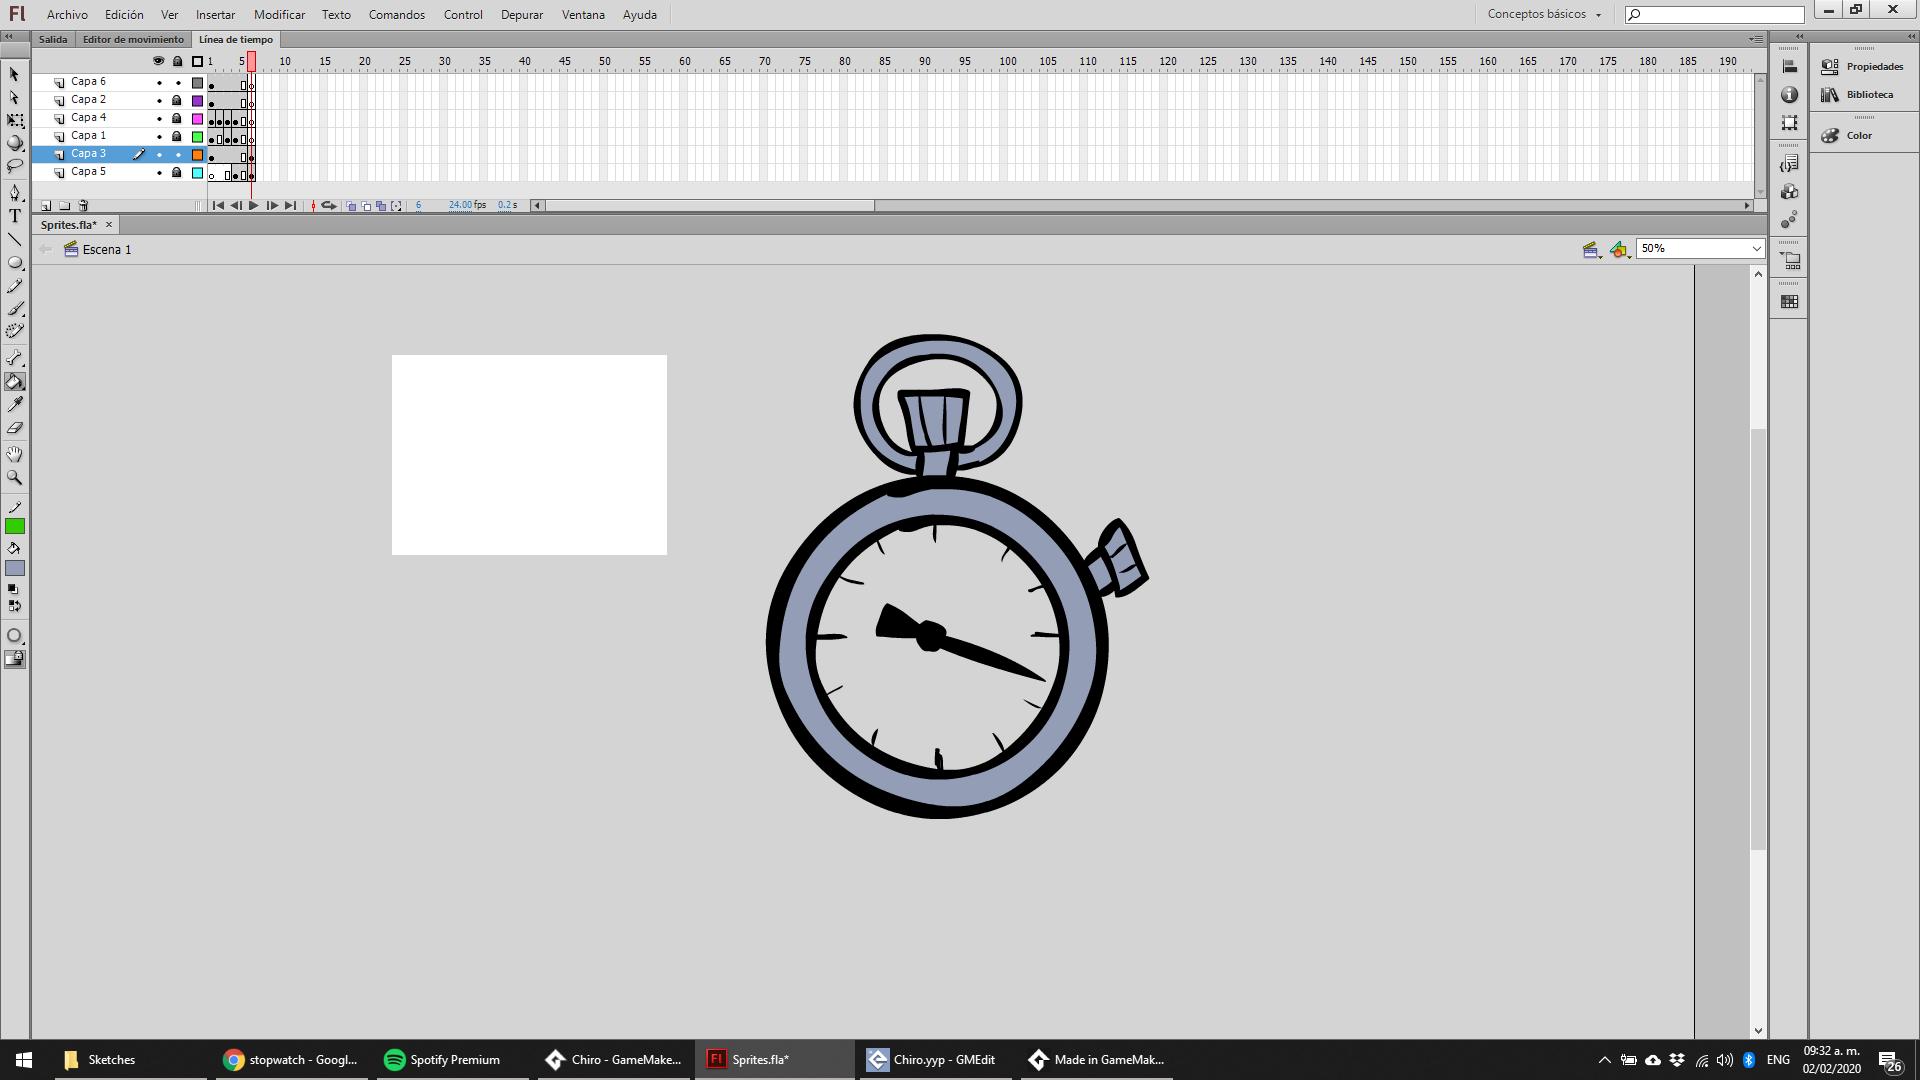 Fl Archivo Edición Ver Insertar Modificar Texto Comandos Control Depurar Ventana Ayuda Conceptos básicos
Salida Editor de movimiento Línea de tiempo
1 5 10 15 20 25 30 35 40 45 50 55 60 65 70 75 80 85 90 95 100 105 110 115 120 125 130 135 140 145 150 155 160 165 170 175 180 185 190
Capa 6
Capa 2
Capa 4
Capa 1
Capa 3
Capa 5
6 24.00 fps 0.2 s
Propiedades
Biblioteca
Color
Sprites.fla*
Escena 1 50%
T
Sketches stopwatch - Googl... Spotify Premium Chiro - GameMake... Fl Sprites.fla* Chiro.yyp - GMEdit Made in GameMak... ENG 09:32 a. m.
02/02/2020 26